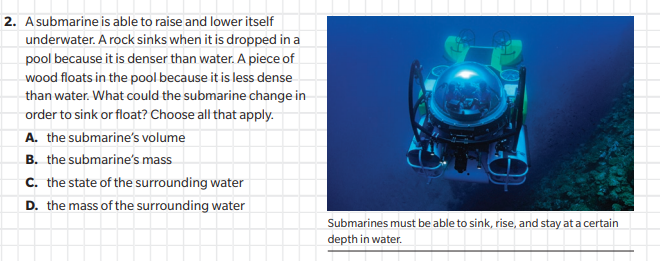 2. A submarine is able to raise and lower itself
underwater. A rock sinks when it is dropped in a
pool because it is denser than water. A piece of
wood floats in the pool because it is less dense
than water. What could the submarine change in
order to sink or float? Choose all that apply.
A. the submarine's volume
B. the submarine's mass
C. the state of the surrounding water
D. the mass of the surrounding water
Submarines must be able to sink, rise, and stay at a certain
depth in water.